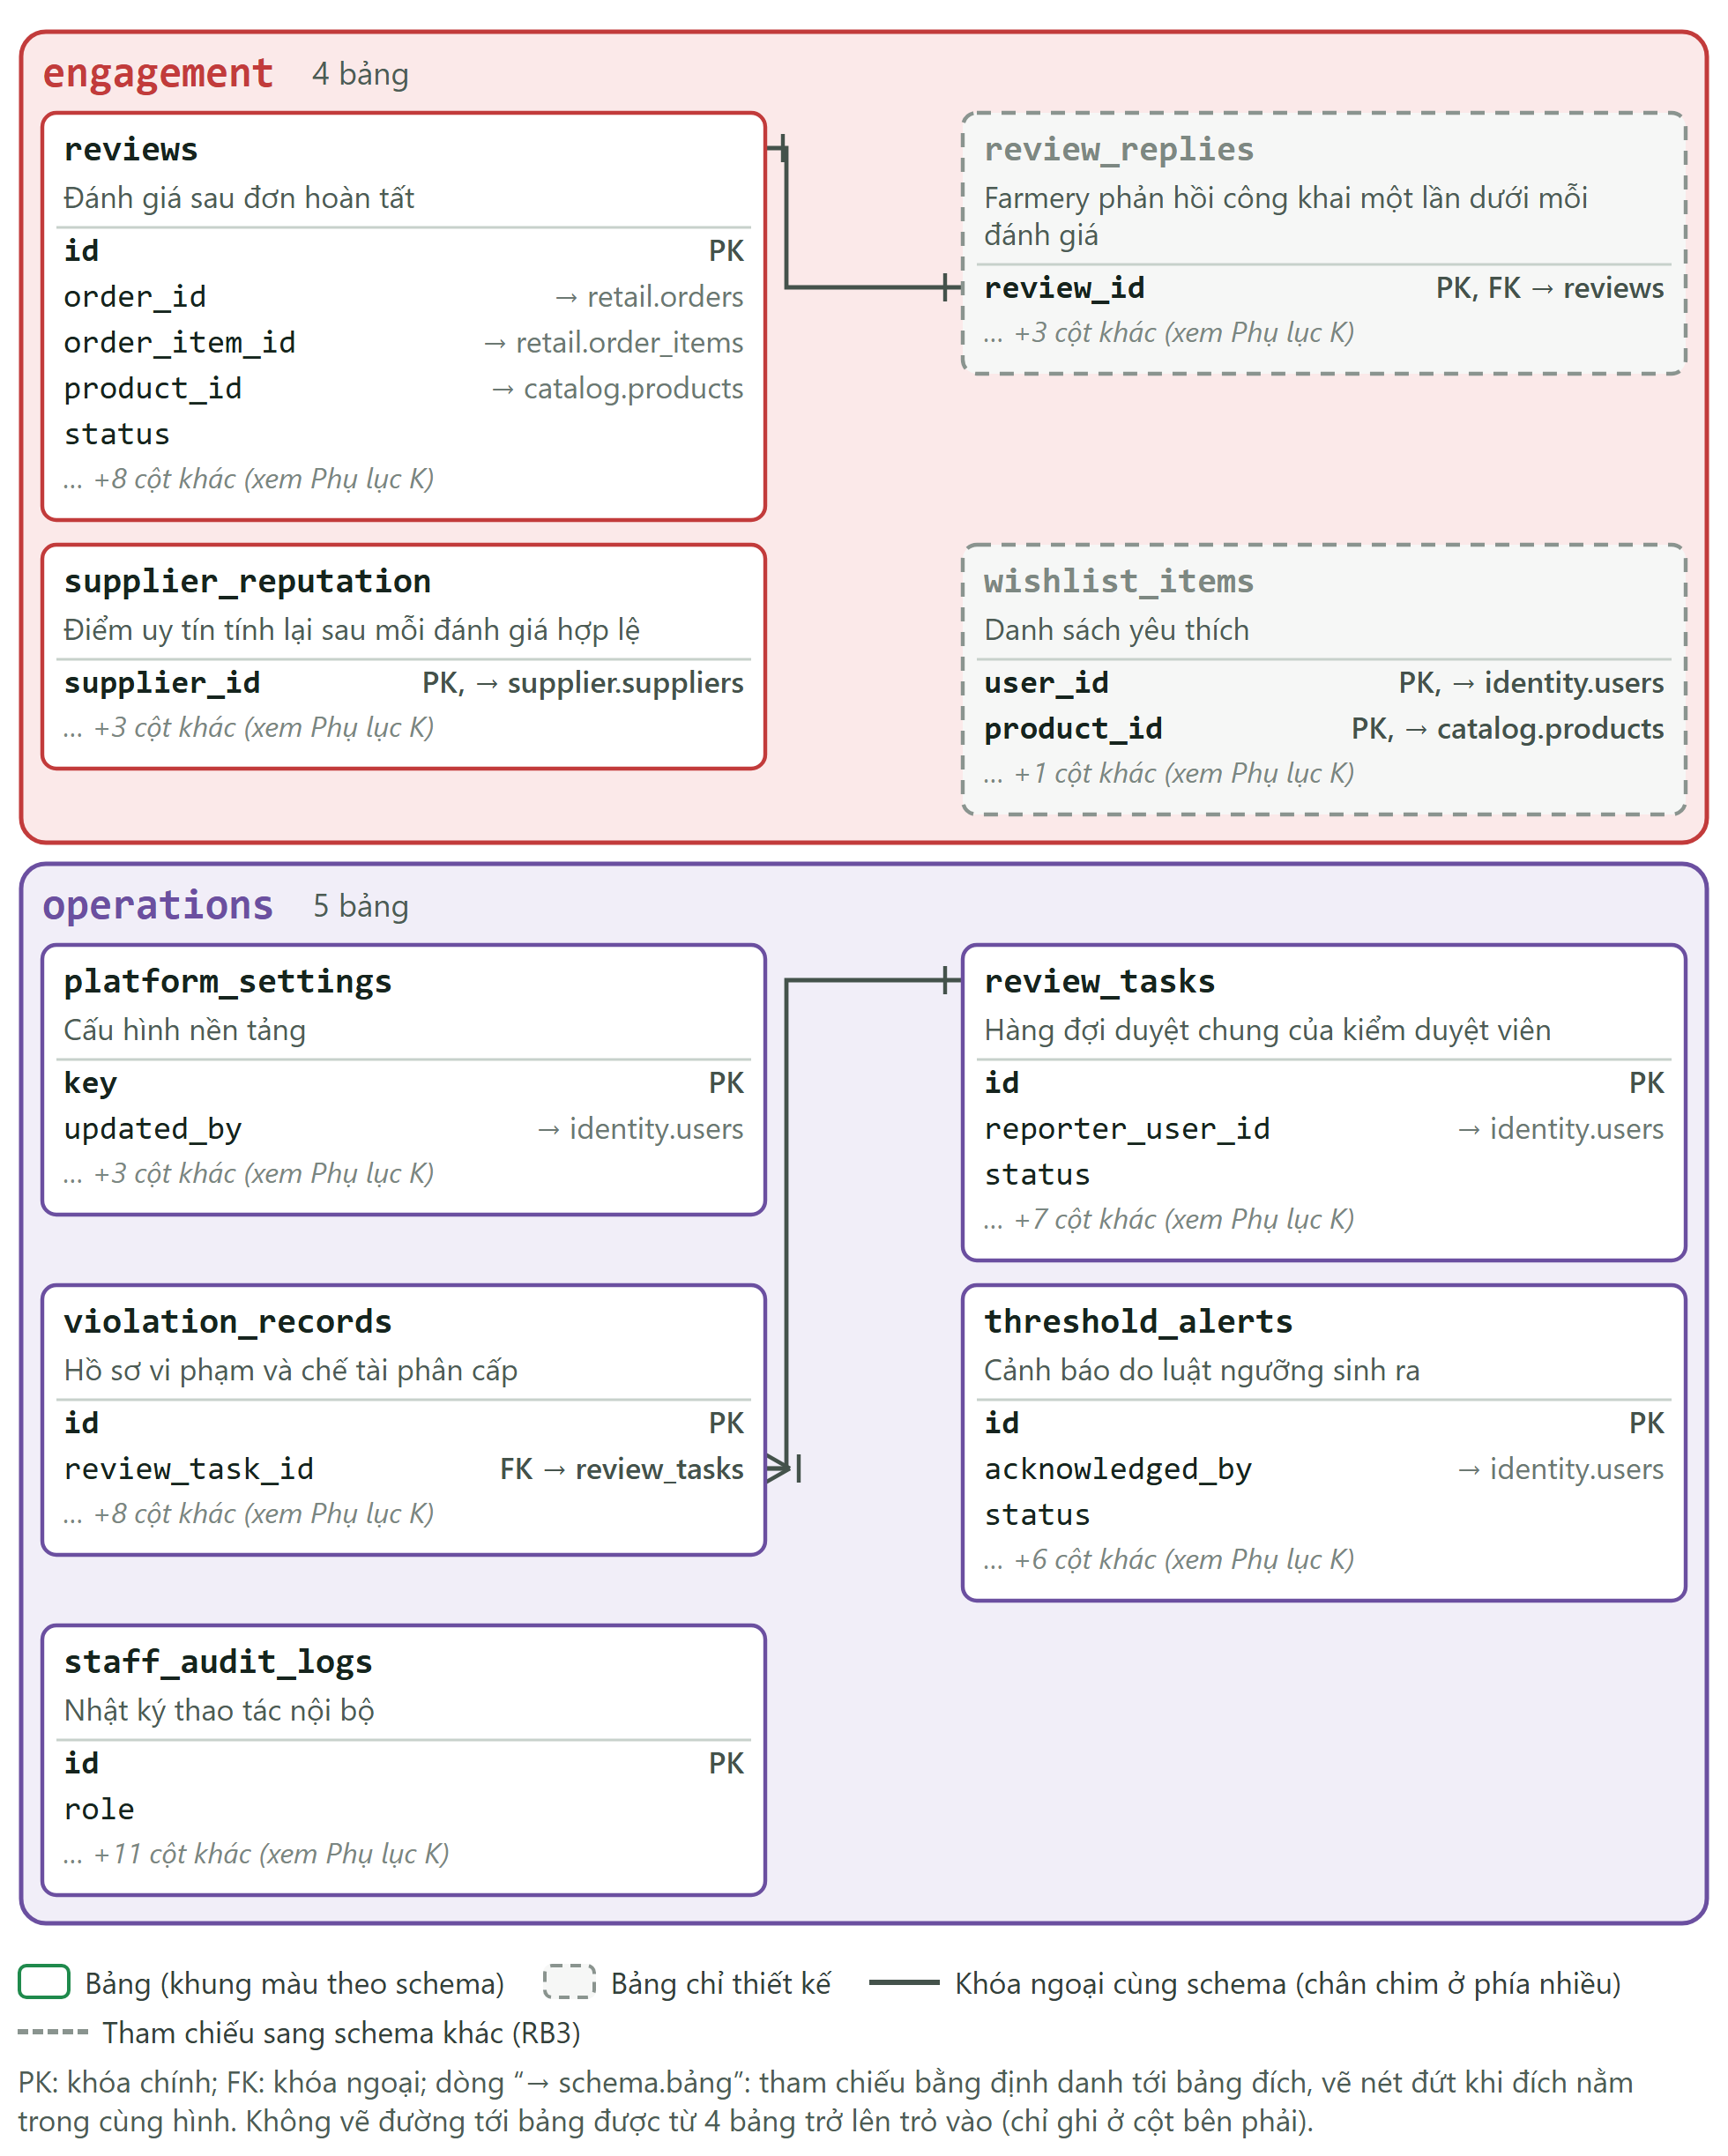 engagement 4 bảng
reviews
Đánh giá sau đơn hoàn tất
id PK
order_id → retail.orders
order_item_id → retail.order_items
product_id → catalog.products
status
... +8 cột khác (xem Phụ lục K)
review_replies
Farmery phản hồi công khai một lần dưới mỗi
đánh giá
review_id PK, FK → reviews
... +3 cột khác (xem Phụ lục K)
supplier_reputation
Điểm uy tín tính lại sau mỗi đánh giá hợp lệ
supplier_id PK, → supplier.suppliers
... +3 cột khác (xem Phụ lục K)
wishlist_items
Danh sách yêu thích
user_id PK, → identity.users
product_id PK, → catalog.products
... +1 cột khác (xem Phụ lục K)
operations 5 bảng
platform_settings
Cấu hình nền tảng
key PK
updated_by → identity.users
... +3 cột khác (xem Phụ lục K)
review_tasks
Hàng đợi duyệt chung của kiểm duyệt viên
id PK
reporter_user_id → identity.users
status
... +7 cột khác (xem Phụ lục K)
violation_records
Hồ sơ vi phạm và chế tài phân cấp
id PK
review_task_id FK → review_tasks
... +8 cột khác (xem Phụ lục K)
threshold_alerts
Cảnh báo do luật ngưỡng sinh ra
id PK
acknowledged_by → identity.users
status
... +6 cột khác (xem Phụ lục K)
staff_audit_logs
Nhật ký thao tác nội bộ
id PK
role
... +11 cột khác (xem Phụ lục K)
Bảng (khung màu theo schema) Bảng chỉ thiết kế Khóa ngoại cùng schema (chân chim ở phía nhiều)
Tham chiếu sang schema khác (RB3)
PK: khóa chính; FK: khóa ngoại; dòng “→ schema.bảng”: tham chiếu bằng định danh tới bảng đích, vẽ nét đứt khi đích nằm
trong cùng hình. Không vẽ đường tới bảng được từ 4 bảng trở lên trỏ vào (chỉ ghi ở cột bên phải).